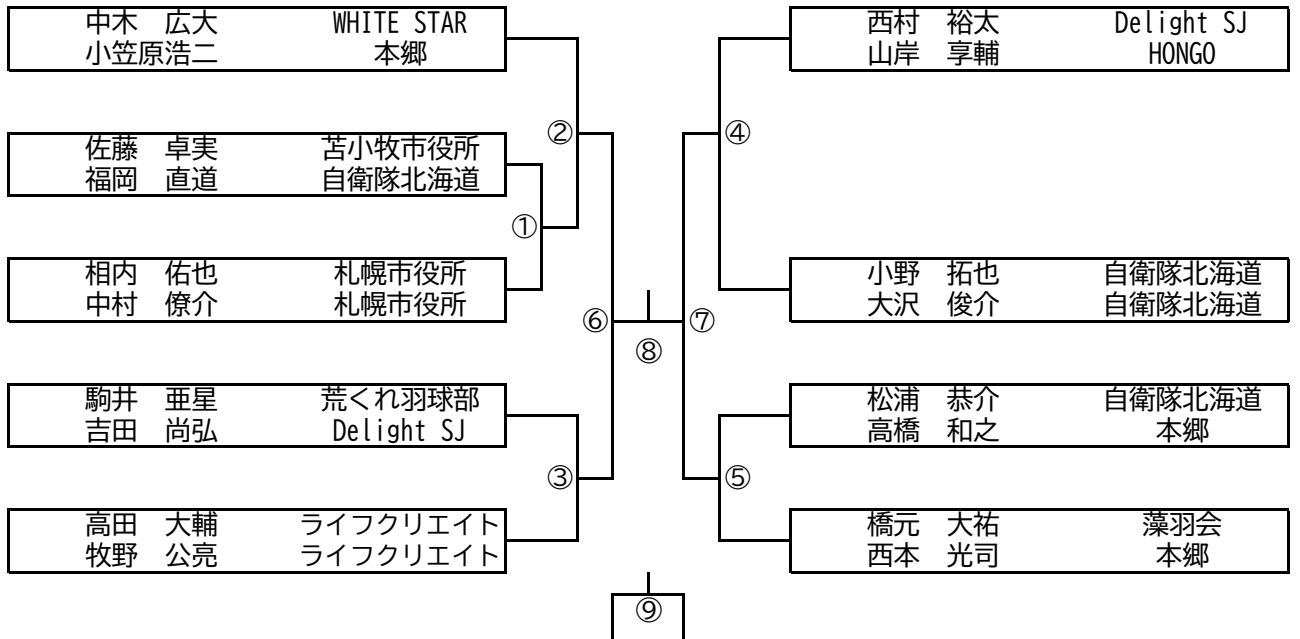 中木　広大　WHITE STAR
小笠原浩二　本郷
②
佐藤　卓実　苫小牧市役所
福岡　直道　自衛隊北海道
①
相内　佑也　札幌市役所
中村　僚介　札幌市役所
⑥
駒井　亜星　荒くれ羽球部
吉田　尚弘　Delight SJ
③
高田　大輔　ライフクリエイト
牧野　公亮　ライフクリエイト
⑧
⑨
西村　裕太　Delight SJ
山岸　享輔　HONGO
④
小野　拓也　自衛隊北海道
大沢　俊介　自衛隊北海道
⑦
松浦　恭介　自衛隊北海道
高橋　和之　本郷
⑤
橋元　大祐　藻羽会
西本　光司　本郷